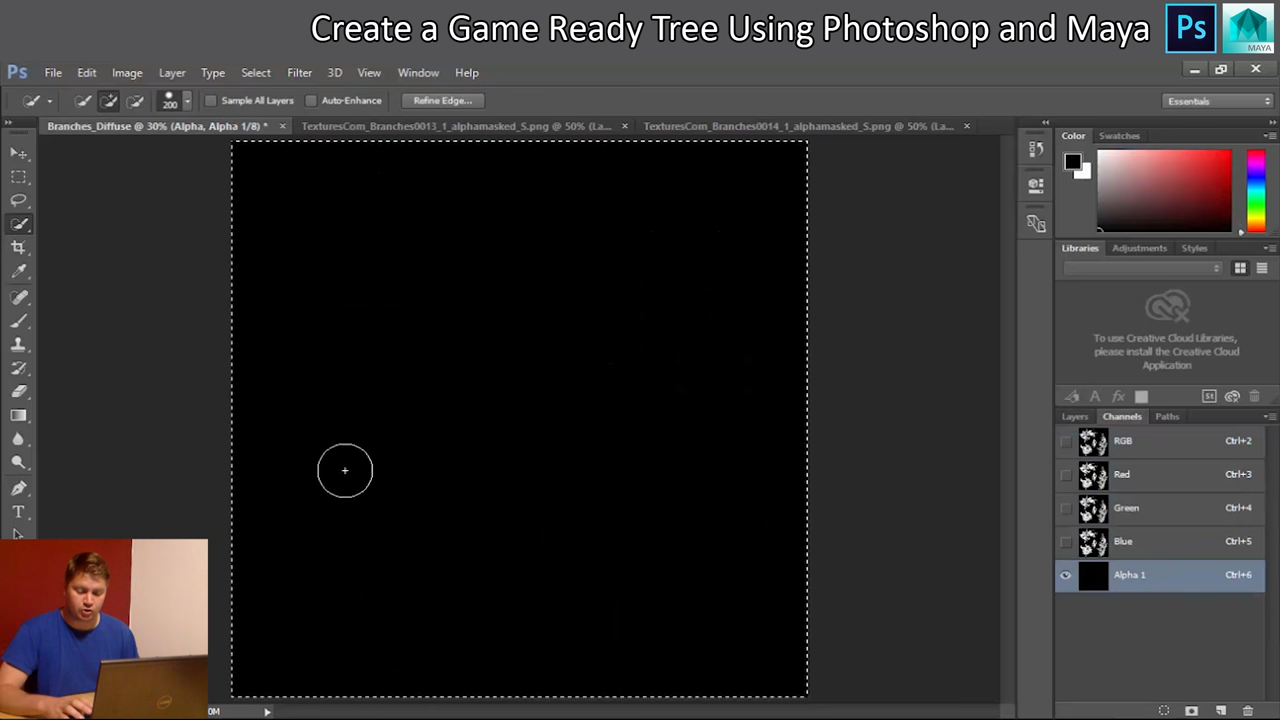 Create a Game Ready Tree Using Photoshop and Maya
Ps
MAYA
Ps File Edit Image Layer Type Select Filter 3D View Window Help
200 Sample All Layers Auto-Enhance Refine Edge... Essentials
Branches_Diffuse @ 30% (Alpha, Alpha 1/8) * × TexturesCom_Branches0013_1_alphamasked_S.png @ 50% (La... × TexturesCom_Branches0014_1_alphamasked_S.png @ 50% (La... ×
Color Swatches
Libraries Adjustments Styles
To use Creative Cloud Libraries,
please install the Creative Cloud
Application
St
Layers Channels Paths
RGB Ctrl+2
Red Ctrl+3
Green Ctrl+4
Blue Ctrl+5
Alpha 1 Ctrl+6
0M